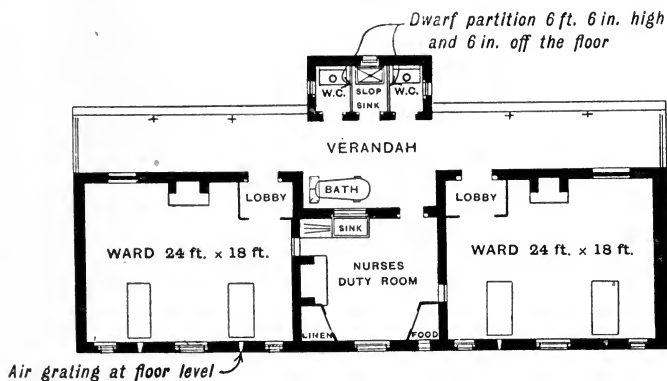 Dwarf partition 6 ft. 6 in. high
and 6 in. off the floor
W.C.
SLOP
SINK
W.C.
VERANDAH
LOBBY
BATH
LOBBY
WARD 24 ft. × 18 ft.
SINK
NURSES
DUTY ROOM
WARD 24 ft. × 18 ft.
LINEN
FOOD
Air grating at floor level